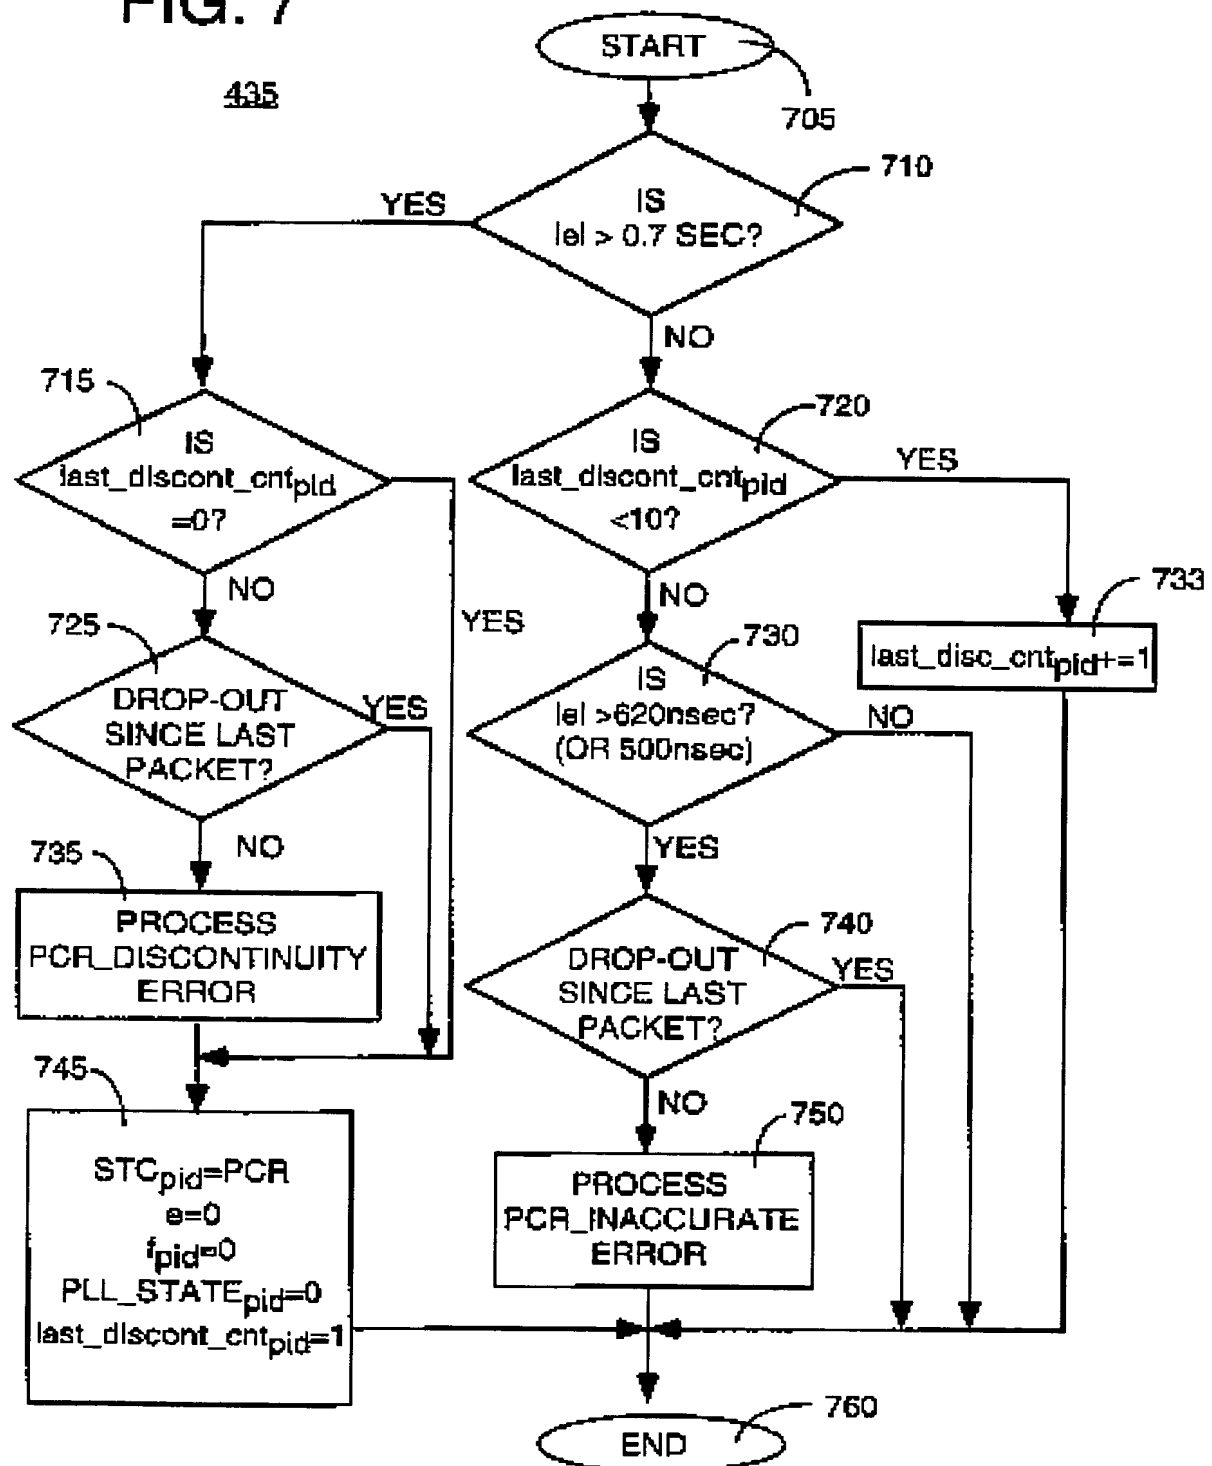 FIG. 7
435
START
705
IS
|e| > 0.7 SEC?
710
YES
NO
715
IS
last_discont_cntpid
=0?
NO
YES
720
IS
last_discont_cntpid
<10?
YES
NO
733
last_disc_cntpid+=1
725
DROP-OUT
SINCE LAST
PACKET?
YES
NO
730
IS
|e| >620nsec?
(OR 500nsec)
NO
YES
735
PROCESS
PCR_DISCONTINUITY
ERROR
740
DROP-OUT
SINCE LAST
PACKET?
YES
NO
745
STCpid=PCR
e=0
fpid=0
PLL_STATEpid=0
last_discont_cntpid=1
750
PROCESS
PCR_INACCURATE
ERROR
760
END